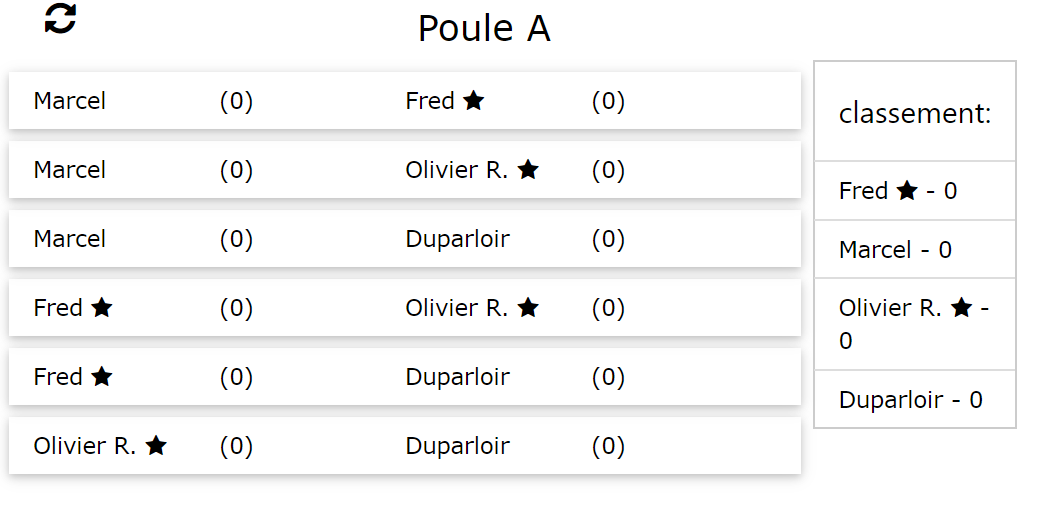 Poule A
Marcel (0) Fred ★ (0)
Marcel (0) Olivier R. ★ (0)
Marcel (0) Duparloir (0)
Fred ★ (0) Olivier R. ★ (0)
Fred ★ (0) Duparloir (0)
Olivier R. ★ (0) Duparloir (0)
classement:
Fred ★ - 0
Marcel - 0
Olivier R. ★ -
0
Duparloir - 0